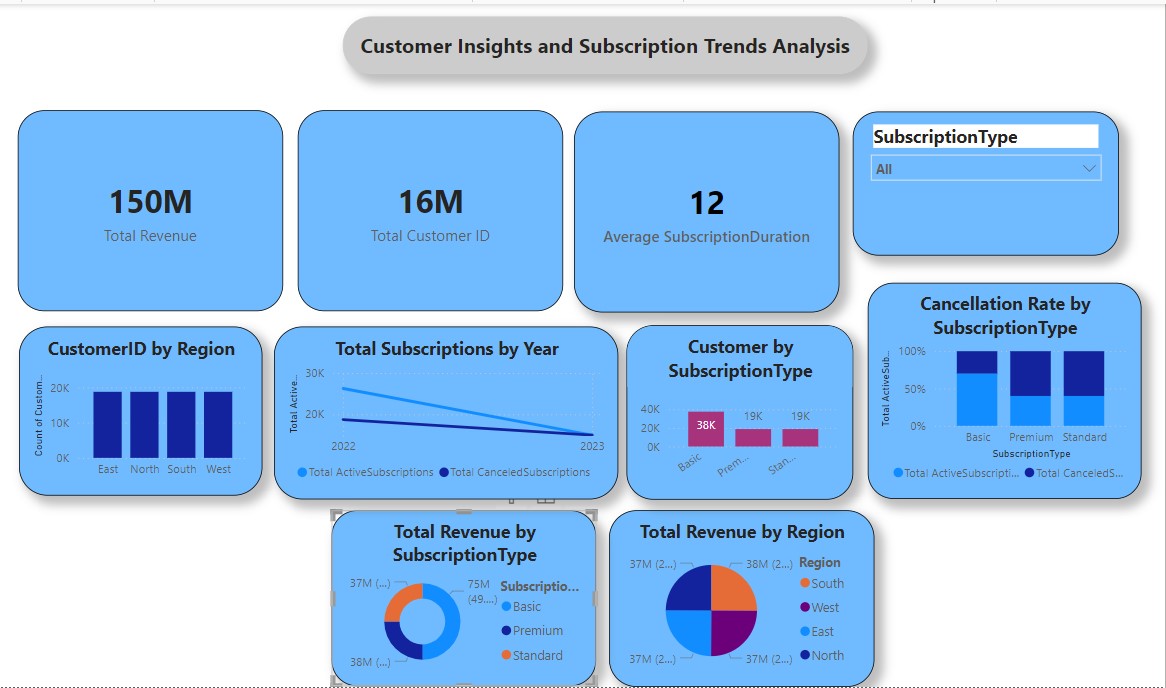 Customer Insights and Subscription Trends Analysis
150M
Total Revenue
16M
Total Customer ID
12
Average SubscriptionDuration
SubscriptionType
All
CustomerID by Region
Count of Custom...
20K
10K
0K
East North South West
Total Subscriptions by Year
Total Active...
30K
20K
2022 2023
Total ActiveSubscriptions Total CanceledSubscriptions
Customer by
SubscriptionType
40K
20K
0K
38K 19K 19K
Basic Prem... Stan...
Cancellation Rate by
SubscriptionType
Total ActiveSub...
100%
50%
0%
Basic Premium Standard
SubscriptionType
Total ActiveSubscripti... Total CanceledS...
Total Revenue by
SubscriptionType
37M (...)
75M
(49....)
38M (...)
Subscriptio...
Basic
Premium
Standard
Total Revenue by Region
37M (2...) 38M (2...)
37M (2...) 37M (2...)
Region
South
West
East
North